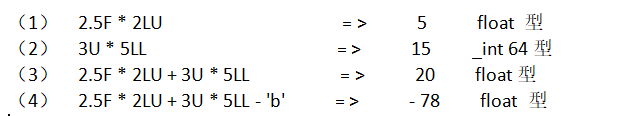 (1) 2.5F * 2LU => 5 float 型
(2) 3U * 5LL => 15 _int 64 型
(3) 2.5F * 2LU + 3U * 5LL => 20 float 型
(4) 2.5F * 2LU + 3U * 5LL - 'b' => - 78 float 型